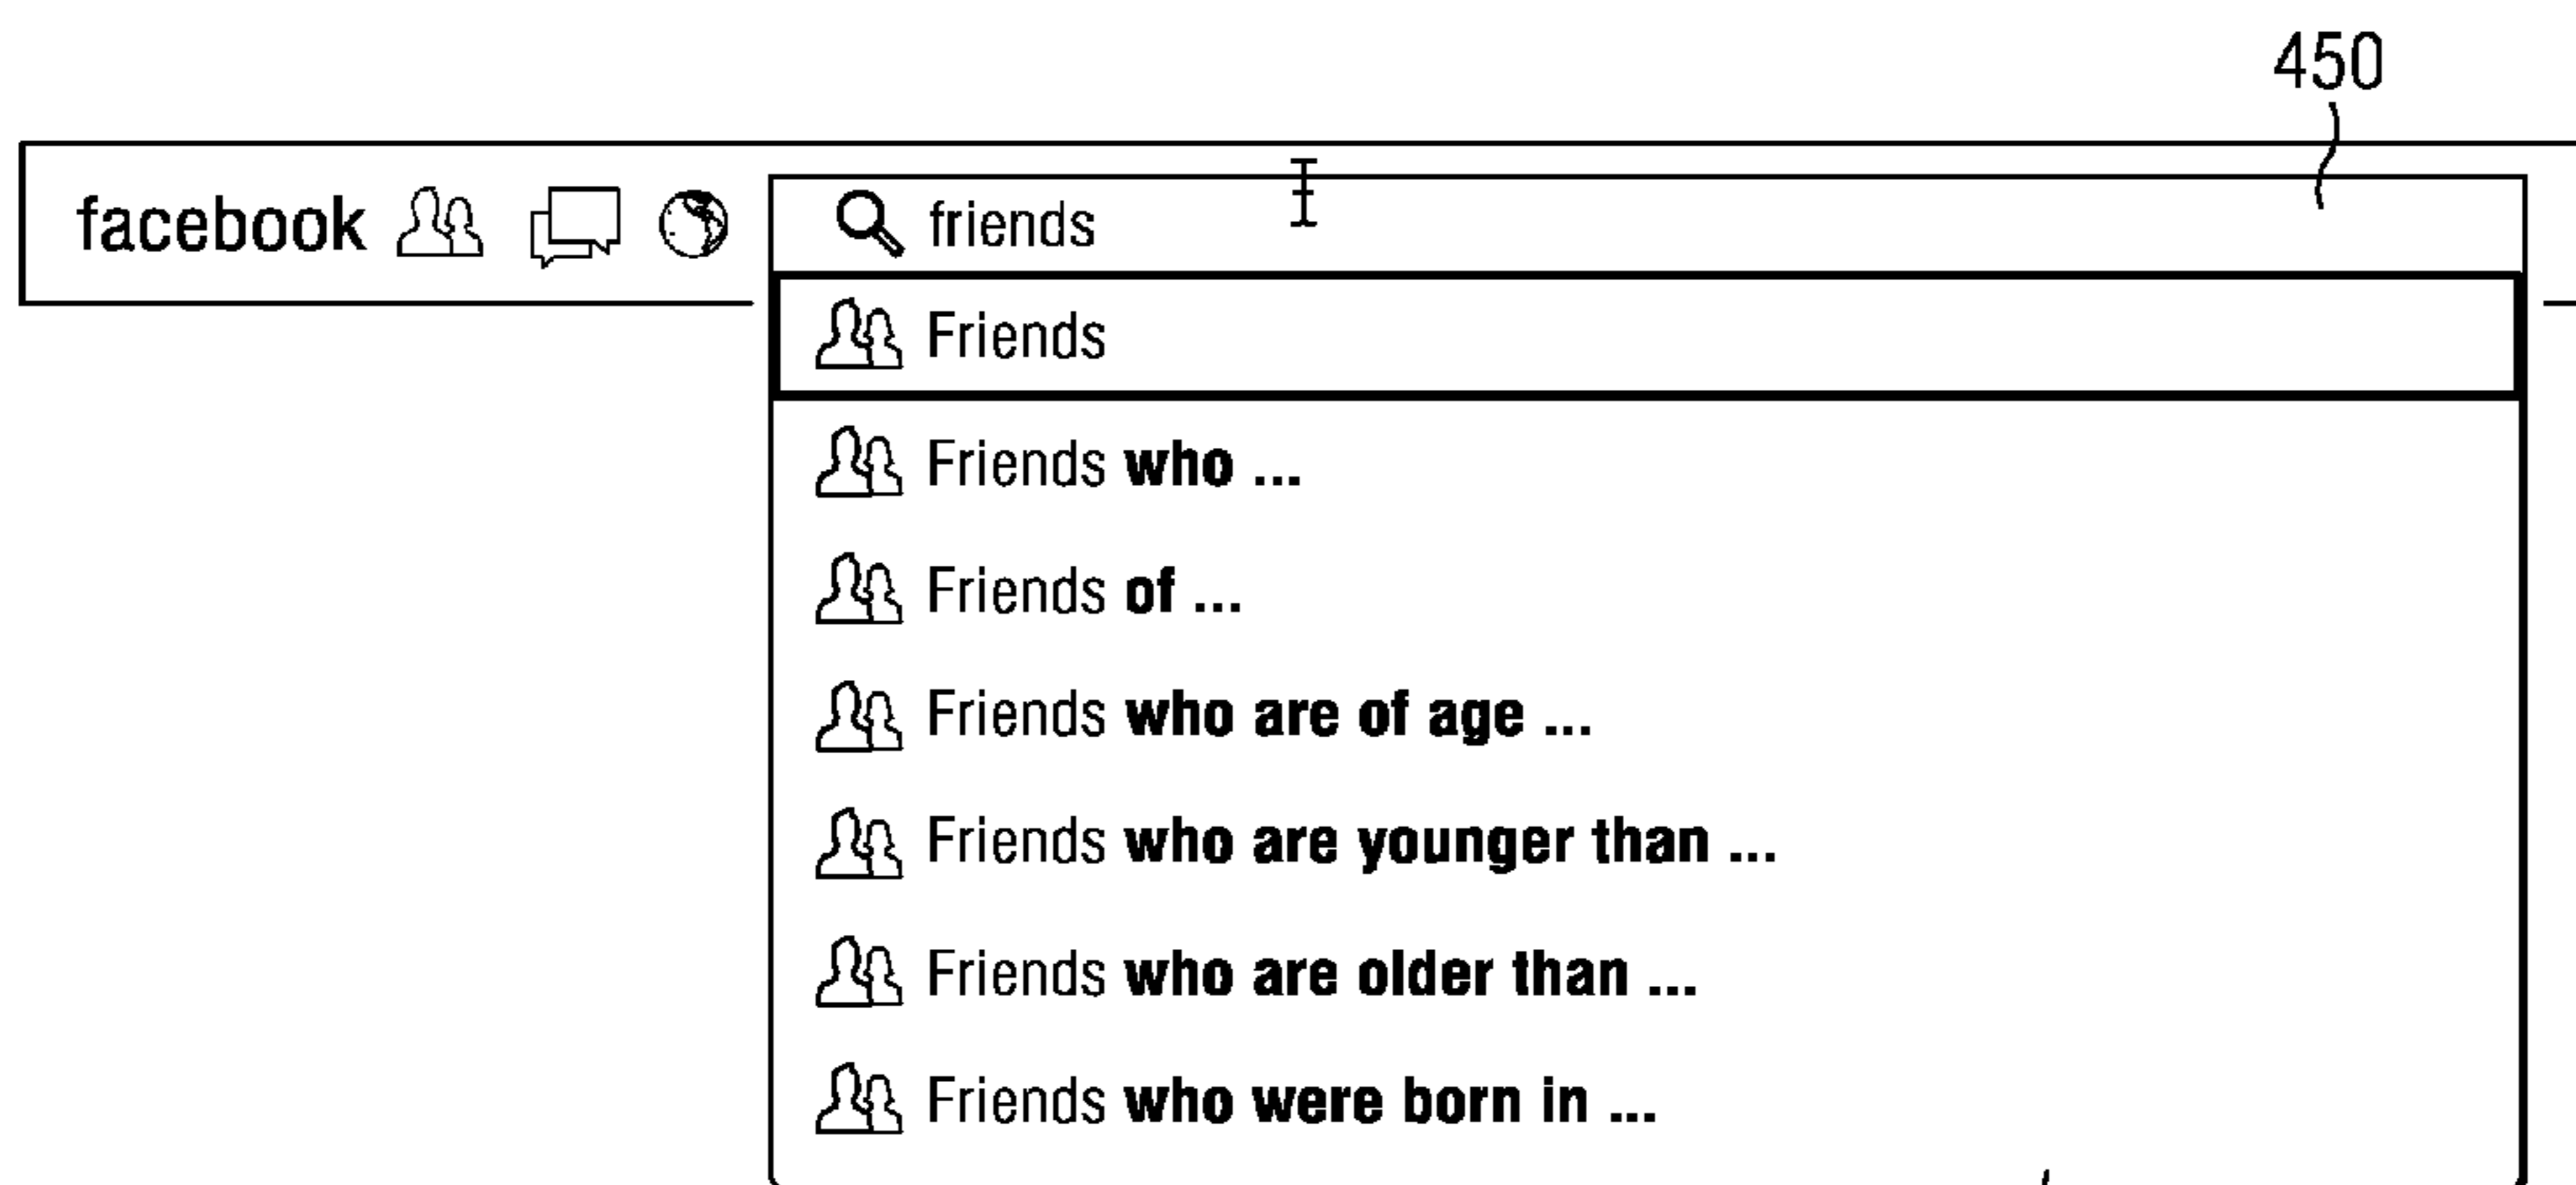 450
facebook friends
Friends
Friends who ...
Friends of ...
Friends who are of age ...
Friends who are younger than ...
Friends who are older than ...
Friends who were born in ...